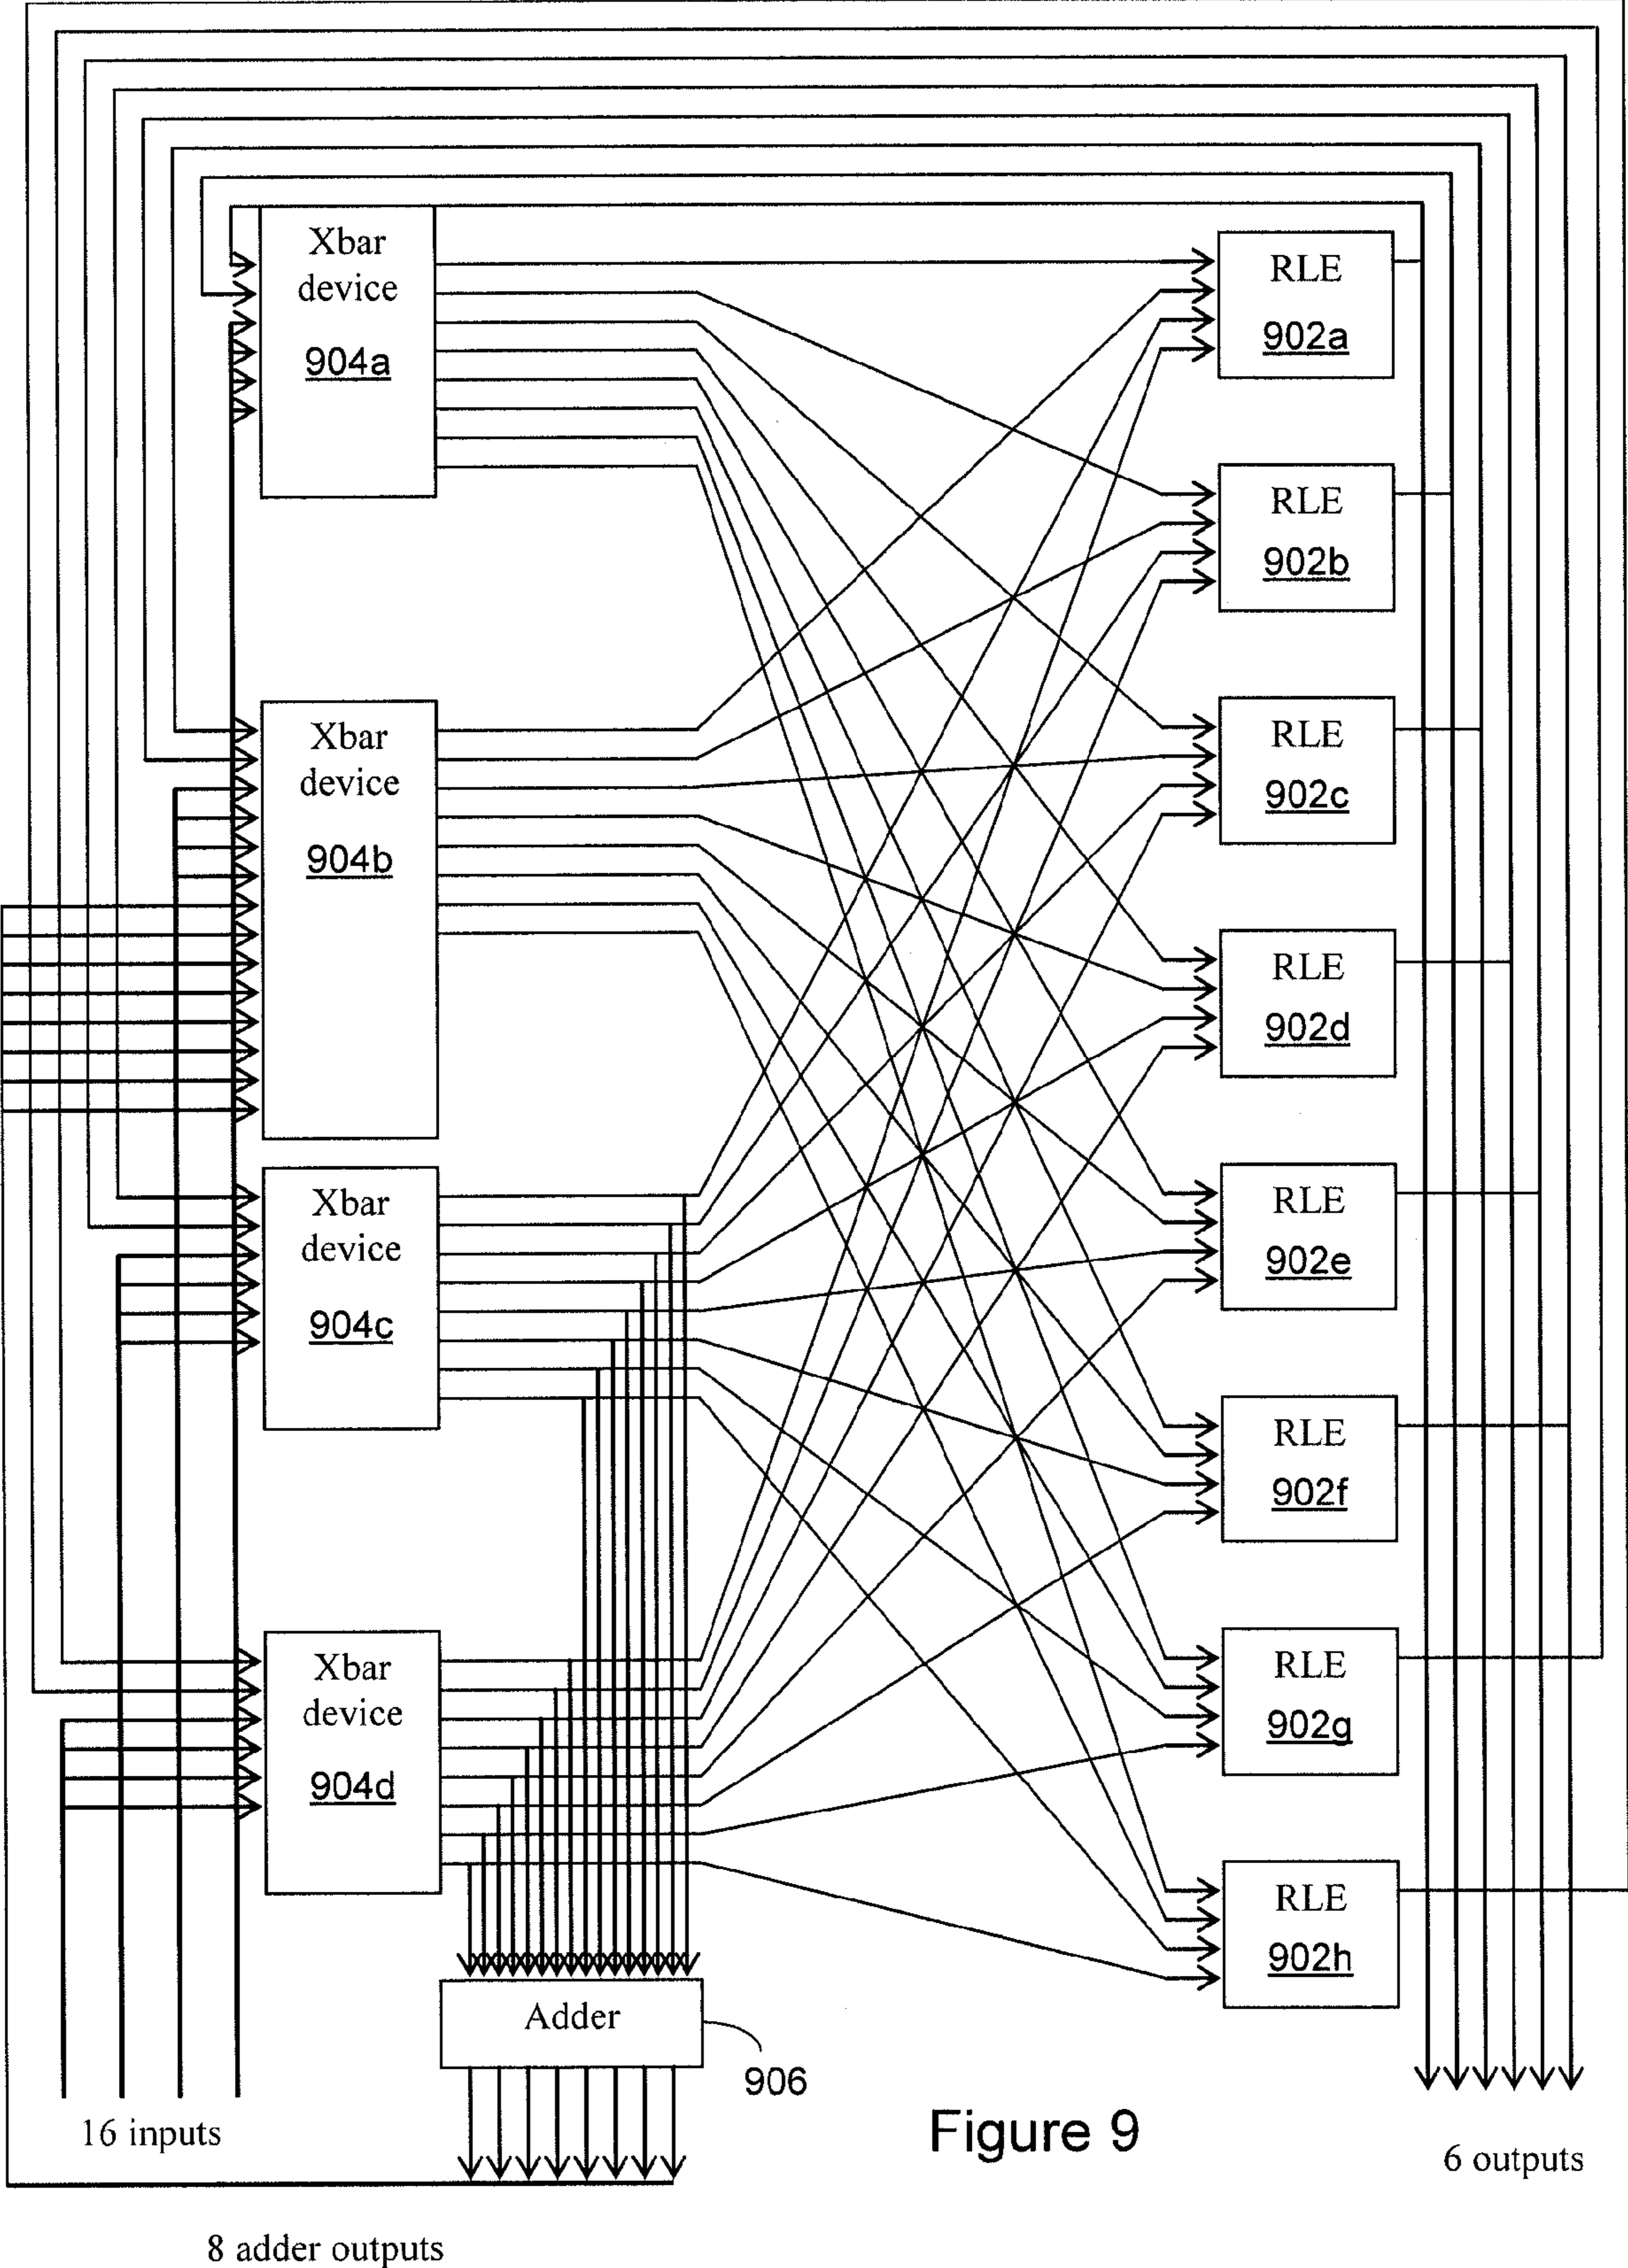 Xbar
device
904a
RLE
902a
RLE
902b
Xbar
device
904b
RLE
902c
RLE
902d
Xbar
device
904c
RLE
902e
RLE
902f
Xbar
device
904d
RLE
902g
RLE
902h
Adder
906
16 inputs
Figure 9
6 outputs
8 adder outputs